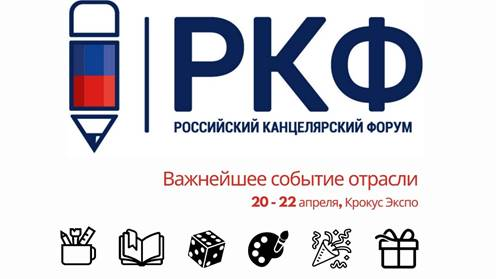 РКФ
РОССИЙСКИЙ КАНЦЕЛЯРСКИЙ ФОРУМ
Важнейшее событие отрасли
20 - 22 апреля, Крокус Экспо